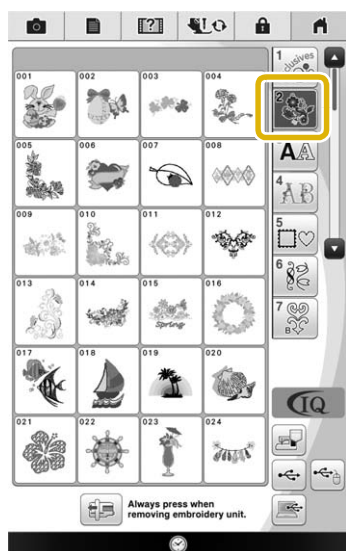 1 clusives
001 002 003 004
2
005 006 007 008
3 AA
4 AB
009 010 011 012
5
6
013 014 015 016
Spring
7
B
017 018 019 020
IQ
021 022 023 024
Always press when
removing embroidery unit.